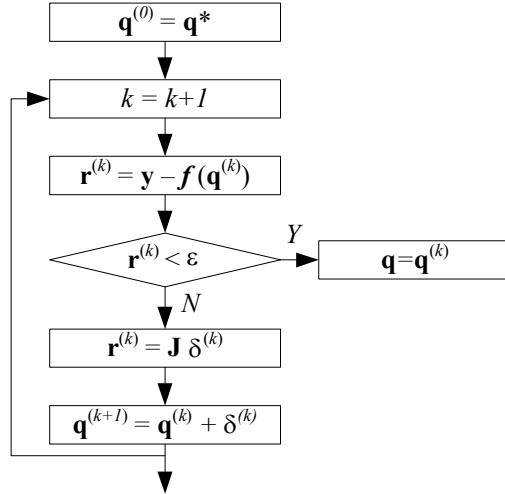 q⁽⁰⁾ = q*
k = k+1
r⁽ᵏ⁾ = y – f(q⁽ᵏ⁾)
r⁽ᵏ⁾ < ε
Y
q=q⁽ᵏ⁾
N
r⁽ᵏ⁾ = J δ⁽ᵏ⁾
q⁽ᵏ⁺¹⁾ = q⁽ᵏ⁾ + δ⁽ᵏ⁾